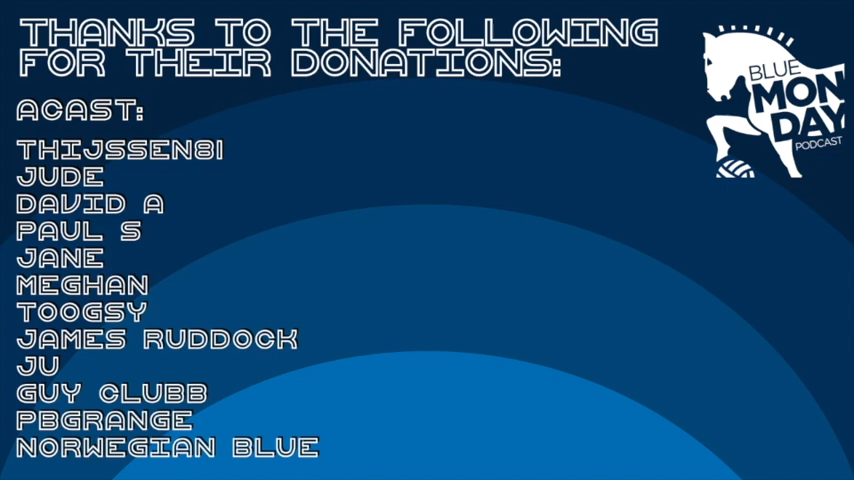 THANKS TO THE FOLLOWING
FOR THEIR DONATIONS:
BLUE
MON
DAY
PODCAST
ACAST:
THIJSSEN81
JUDE
DAVID A
PAUL S
JANE
MEGHAN
TOOGSY
JAMES RUDDOCK
JU
GUY CLUBB
PBGRANGE
NORWEGIAN BLUE